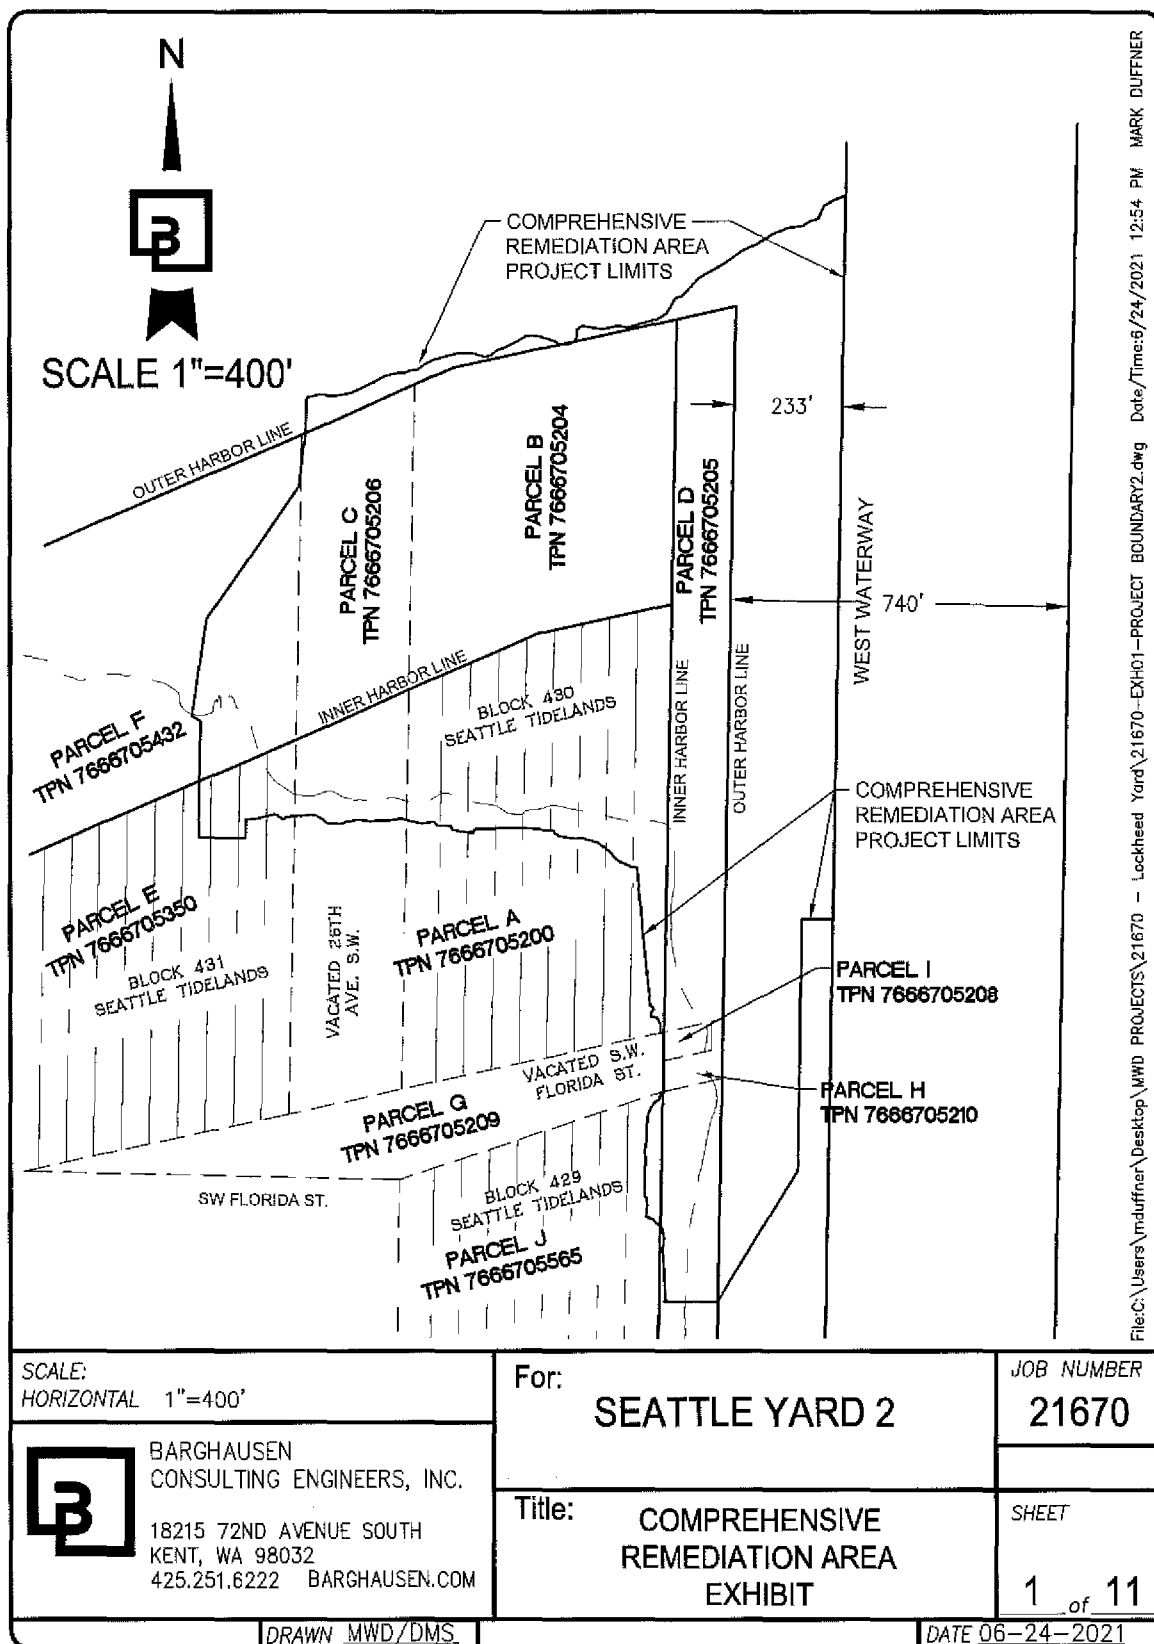 N
SCALE 1"=400'
COMPREHENSIVE
REMEDIATION AREA
PROJECT LIMITS
OUTER HARBOR LINE
233'
PARCEL C
TPN 7666705206
PARCEL B
TPN 7666705204
PARCEL D
TPN 7666705205
WEST WATERWAY
740'
INNER HARBOR LINE
BLOCK 430
SEATTLE TIDELANDS
INNER HARBOR LINE
OUTER HARBOR LINE
PARCEL F
TPN 7666705432
COMPREHENSIVE
REMEDIATION AREA
PROJECT LIMITS
PARCEL E
TPN 7666705350
BLOCK 431
SEATTLE TIDELANDS
VACATED 26TH
AVE. S.W.
PARCEL A
TPN 7666705200
PARCEL I
TPN 7666705208
VACATED S.W.
FLORIDA ST.
PARCEL H
TPN 7666705210
PARCEL G
TPN 7666705209
SW FLORIDA ST.
BLOCK 429
SEATTLE TIDELANDS
PARCEL J
TPN 7666705565
File:C:\Users\mduffner\Desktop\MWD PROJECTS\21670 - Lockheed Yard\21670-EXH01-PROJECT BOUNDARY2.dwg Date/Time:6/24/2021 12:54 PM MARK DUFFNER
SCALE:
HORIZONTAL 1"=400'
B
BARGHAUSEN
CONSULTING ENGINEERS, INC.
18215 72ND AVENUE SOUTH
KENT, WA 98032
425.251.6222 BARGHAUSEN.COM
For:
SEATTLE YARD 2
Title:
COMPREHENSIVE
REMEDIATION AREA
EXHIBIT
JOB NUMBER
21670
SHEET
1 of 11
DRAWN MWD/DMS
DATE 06-24-2021